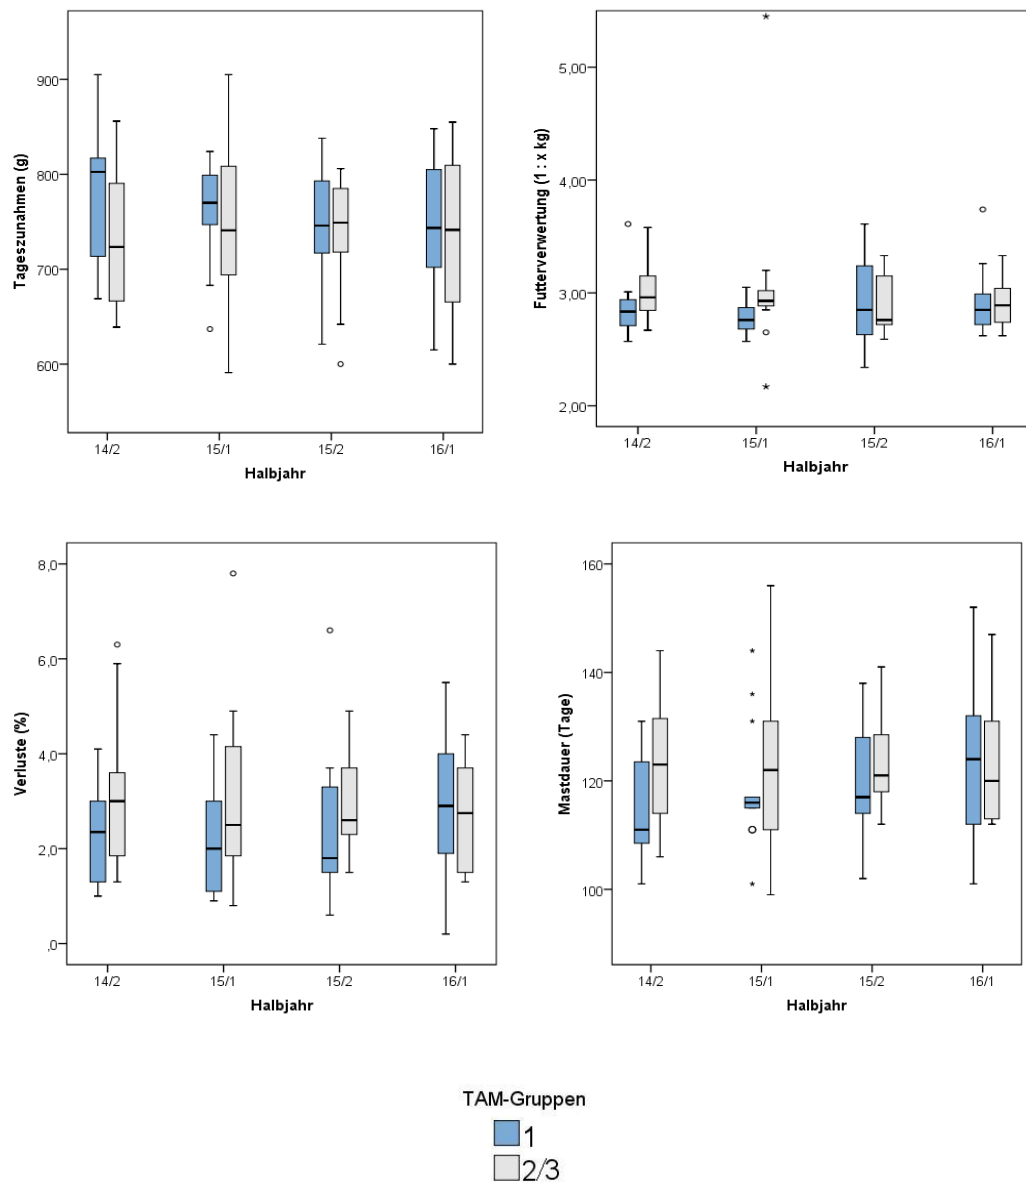 Tageszunahmen (g)
900
800
700
600
14/2 15/1 15/2 16/1
Halbjahr
Futterverwertung (1 : x kg)
5,00
4,00
3,00
2,00
14/2 15/1 15/2 16/1
Halbjahr
Verluste (%)
8,0
6,0
4,0
2,0
,0
14/2 15/1 15/2 16/1
Halbjahr
Mastdauer (Tage)
160
140
120
100
14/2 15/1 15/2 16/1
Halbjahr
TAM-Gruppen
1
2/3